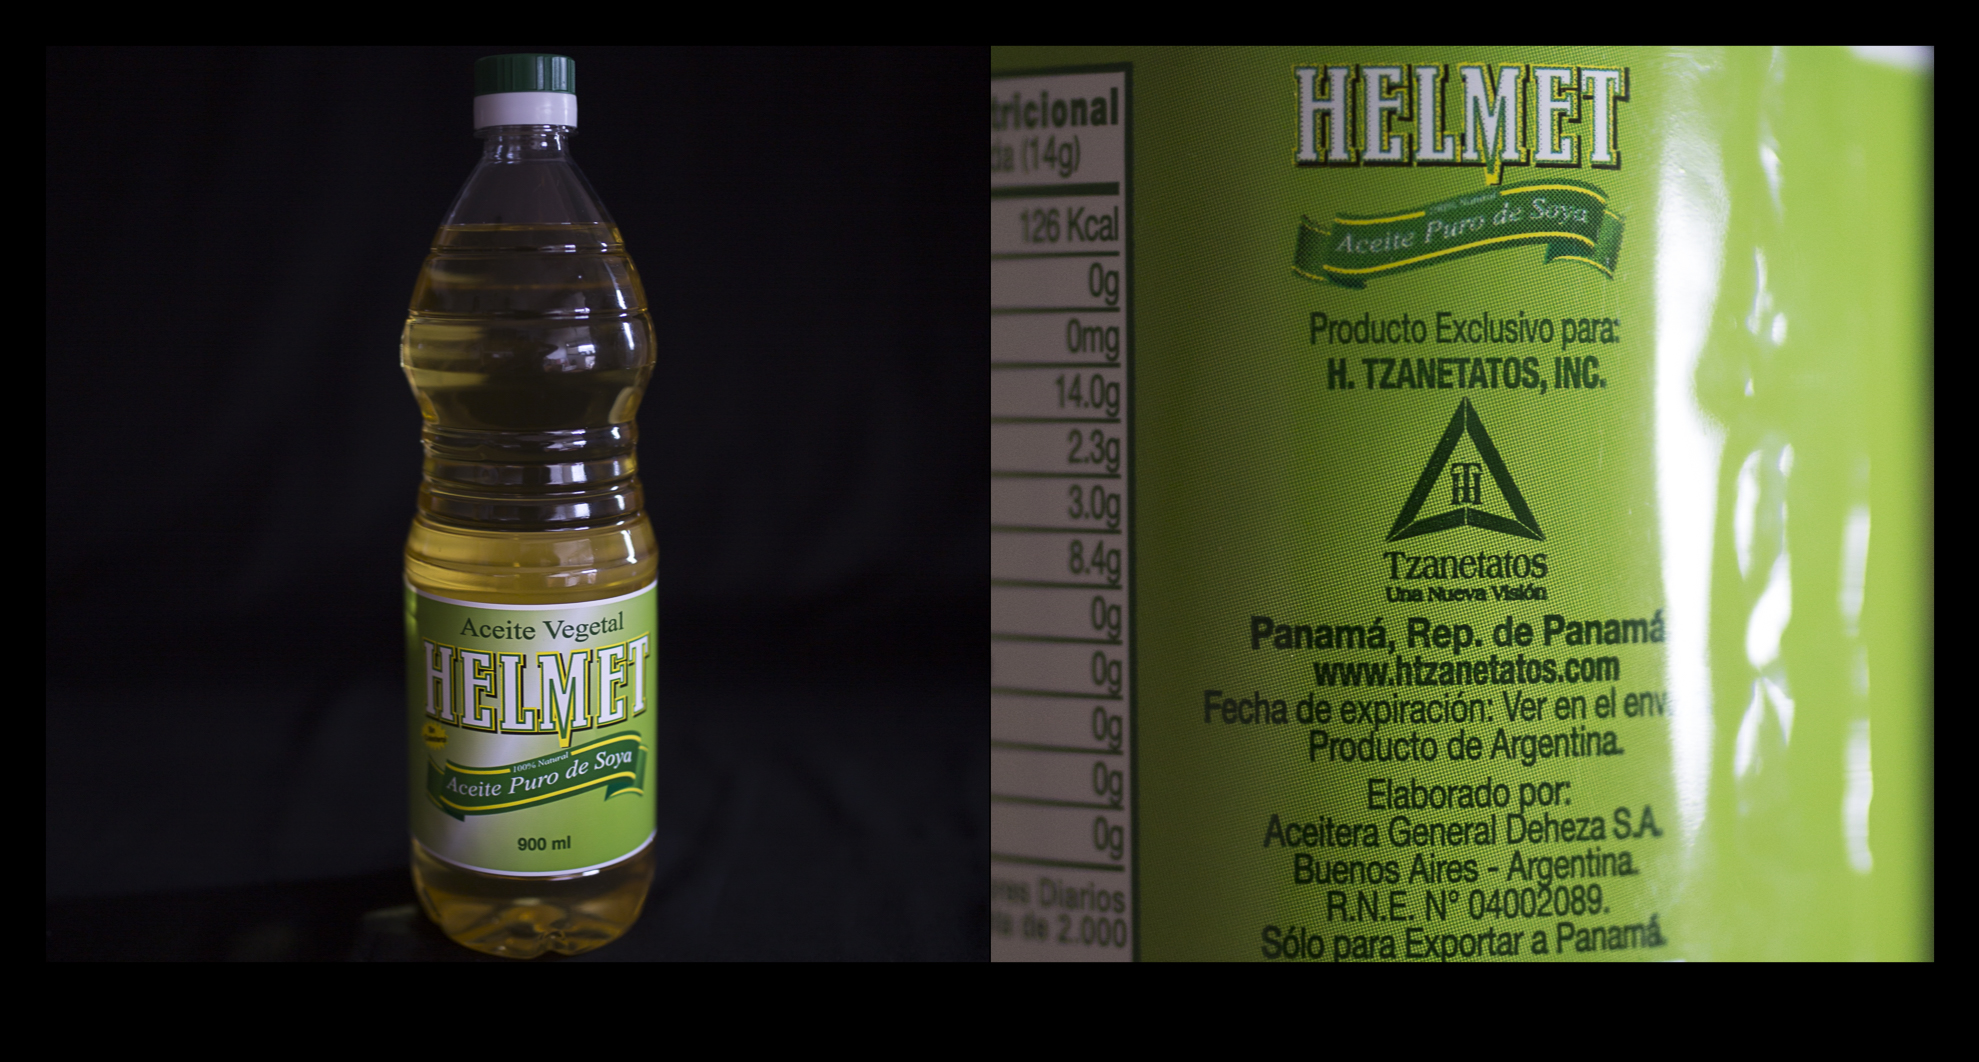 Aceite Vegetal
HELMET
100% Natural
Aceite Puro de Soya
900 ml
tricional
da (14g)
126 Kcal
0g
0mg
14.0g
2.3g
3.0g
8.4g
0g
0g
0g
0g
0g
res Diarios
de 2.000
HELMET
100% Natural
Aceite Puro de Soya
Producto Exclusivo para:
H. TZANETATOS, INC.
TH
Tzanetatos
Una Nueva Visión
Panamá, Rep. de Panamá
www.htzanetatos.com
Fecha de expiración: Ver en el env
Producto de Argentina.
Elaborado por:
Aceitera General Deheza S.A.
Buenos Aires - Argentina.
R.N.E. N° 04002089.
Sólo para Exportar a Panamá.